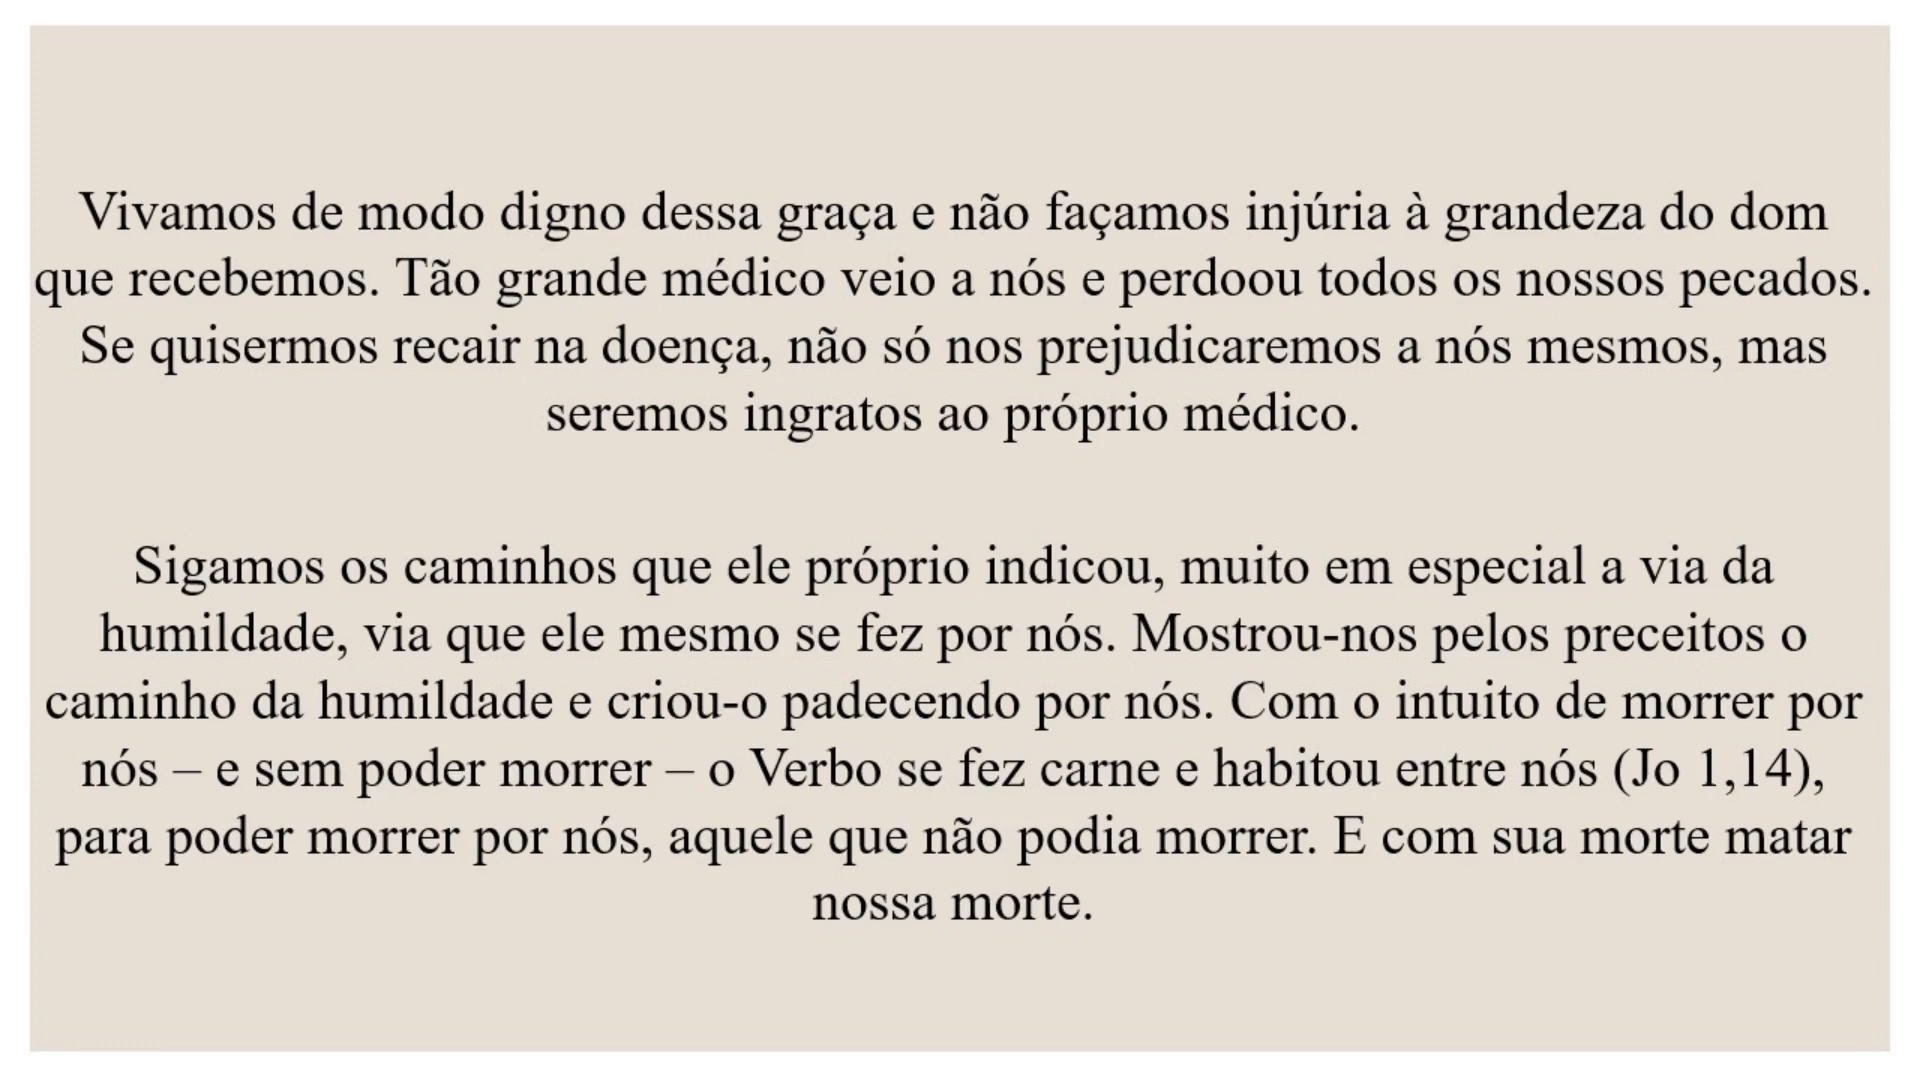 Vivamos de modo digno dessa graça e não façamos injúria à grandeza do dom
que recebemos. Tão grande médico veio a nós e perdoou todos os nossos pecados.
Se quisermos recair na doença, não só nos prejudicaremos a nós mesmos, mas
seremos ingratos ao próprio médico.
Sigamos os caminhos que ele próprio indicou, muito em especial a via da
humildade, via que ele mesmo se fez por nós. Mostrou-nos pelos preceitos o
caminho da humildade e criou-o padecendo por nós. Com o intuito de morrer por
nós – e sem poder morrer – o Verbo se fez carne e habitou entre nós (Jo 1,14),
para poder morrer por nós, aquele que não podia morrer. E com sua morte matar
nossa morte.